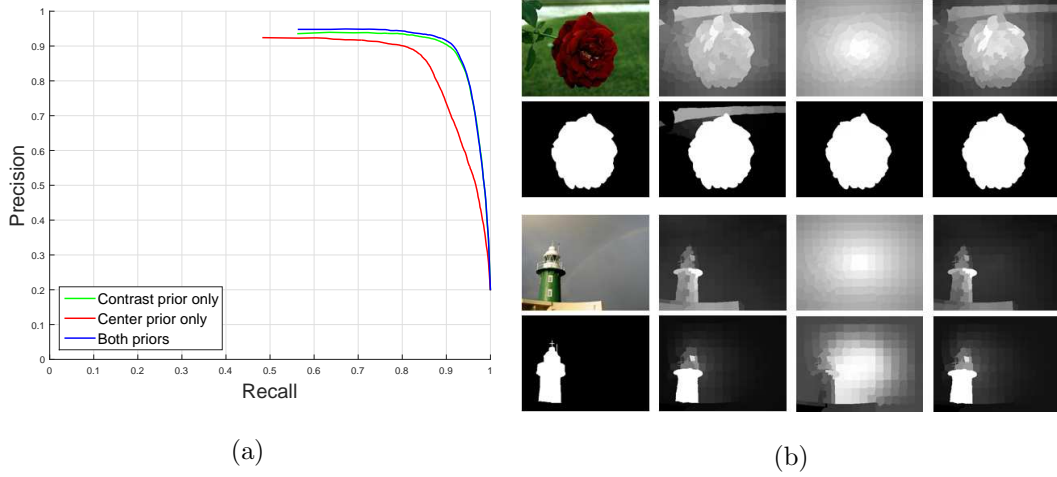 Precision
1
0.9
0.8
0.7
0.6
0.5
0.4
0.3
0.2
0.1
0
Contrast prior only
Center prior only
Both priors
0 0.1 0.2 0.3 0.4 0.5 0.6 0.7 0.8 0.9 1
Recall
(a)
(b)